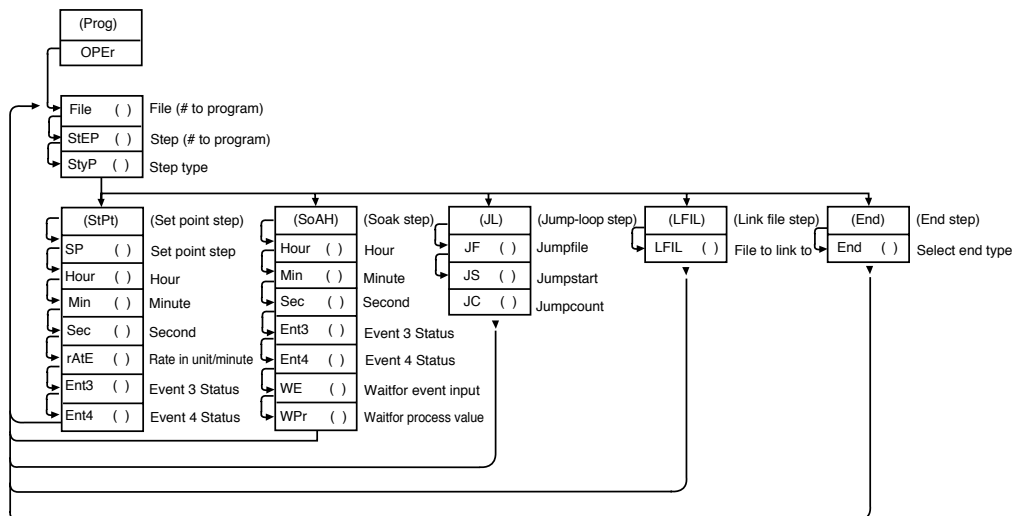 (Prog)
OPEr
File ( ) File (# to program)
StEP ( ) Step (# to program)
StyP ( ) Step type
(StPt) (Set point step)
SP ( ) Set point step
Hour ( ) Hour
Min ( ) Minute
Sec ( ) Second
rAtE ( ) Rate in unit/minute
Ent3 ( ) Event 3 Status
Ent4 ( ) Event 4 Status
(SoAH) (Soak step)
Hour ( ) Hour
Min ( ) Minute
Sec ( ) Second
Ent3 ( ) Event 3 Status
Ent4 ( ) Event 4 Status
WE ( ) Waitfor event input
WPr ( ) Waitfor process value
(JL) (Jump-loop step)
JF ( ) Jumpfile
JS ( ) Jumpstart
JC ( ) Jumpcount
(LFIL) (Link file step)
LFIL ( ) File to link to
(End) (End step)
End ( ) Select end type